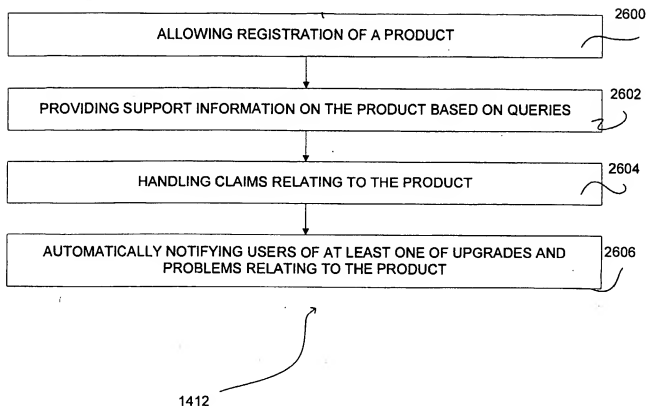 2600
ALLOWING REGISTRATION OF A PRODUCT
2602
PROVIDING SUPPORT INFORMATION ON THE PRODUCT BASED ON QUERIES
2604
HANDLING CLAIMS RELATING TO THE PRODUCT
2606
AUTOMATICALLY NOTIFYING USERS OF AT LEAST ONE OF UPGRADES AND
PROBLEMS RELATING TO THE PRODUCT
1412